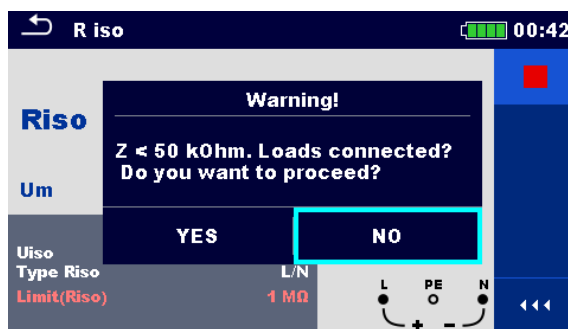 R iso 00:42
Warning!
Riso
Z < 50 kOhm. Loads connected?
Do you want to proceed?
Um
YES NO
Uiso
Type Riso L/N
Limit(Riso) 1 MΩ
L PE N
+ -